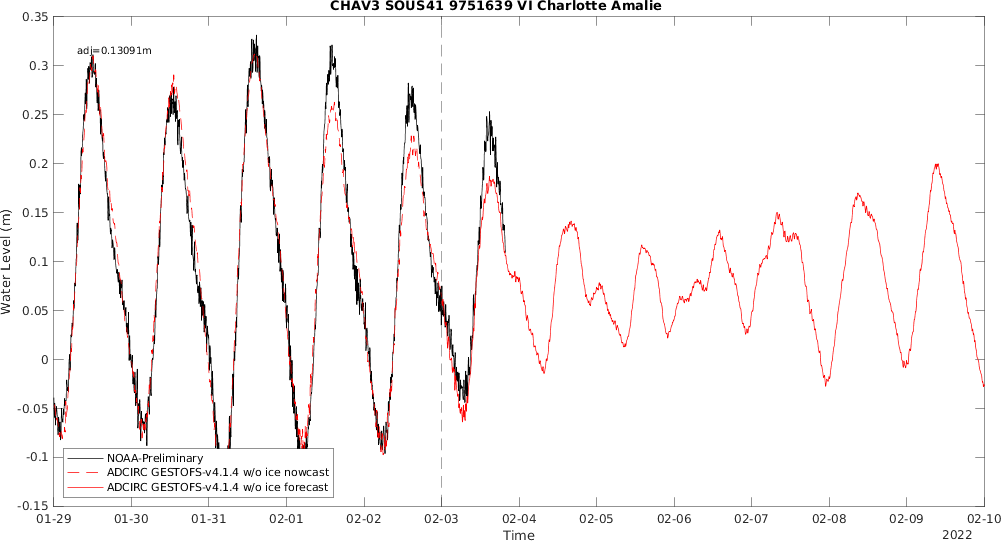 CHAV3 SOUS41 9751639 VI Charlotte Amalie
adj=0.13091m
0.35
0.3
0.25
0.2
0.15
0.1
0.05
0
-0.05
-0.1
-0.15
Water Level (m)
NOAA-Preliminary
ADCIRC GESTOFS-v4.1.4 w/o ice nowcast
ADCIRC GESTOFS-v4.1.4 w/o ice forecast
01-29 01-30 01-31 02-01 02-02 02-03 02-04 02-05 02-06 02-07 02-08 02-09 02-10
Time
2022